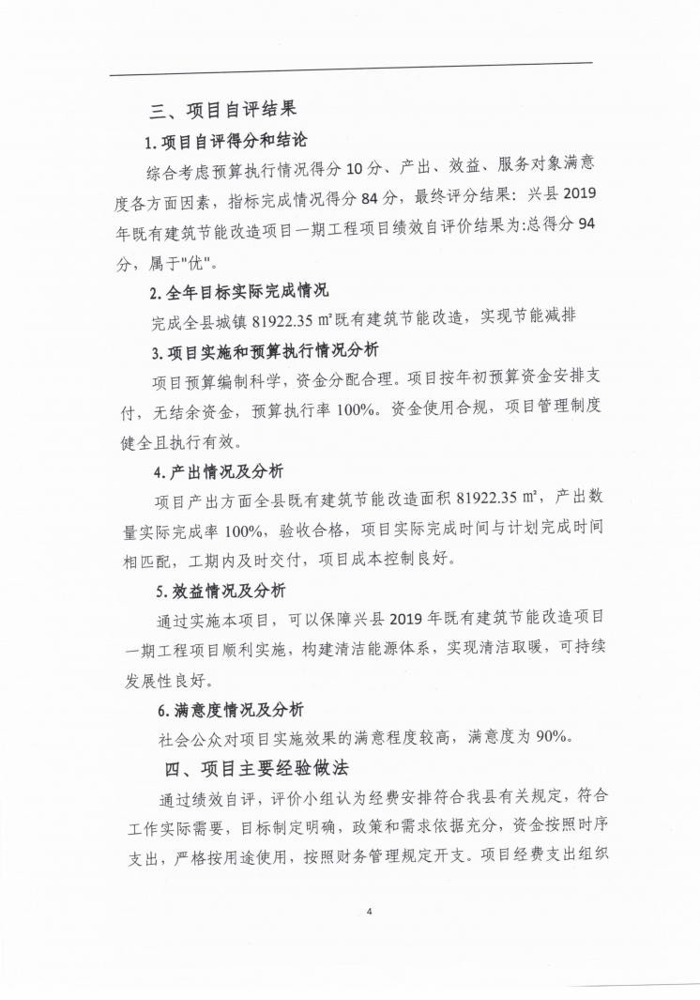 三、项目自评结果
1.项目自评得分和结论
综合考虑预算执行情况得分 10 分、产出、效益、服务对象满意
度各方面因素，指标完成情况得分 84 分，最终评分结果：兴县 2019
年既有建筑节能改造项目一期工程项目绩效自评价结果为:总得分 94
分，属于"优"。
2.全年目标实际完成情况
完成全县城镇 81922.35 ㎡既有建筑节能改造，实现节能减排
3.项目实施和预算执行情况分析
项目预算编制科学，资金分配合理。项目按年初预算资金安排支
付，无结余资金，预算执行率 100%。资金使用合规，项目管理制度
健全且执行有效。
4.产出情况及分析
项目产出方面全县既有建筑节能改造面积 81922.35 ㎡，产出数
量实际完成率 100%，验收合格，项目实际完成时间与计划完成时间
相匹配，工期内及时交付，项目成本控制良好。
5.效益情况及分析
通过实施本项目，可以保障兴县 2019 年既有建筑节能改造项目
一期工程项目顺利实施，构建清洁能源体系，实现清洁取暖，可持续
发展性良好。
6.满意度情况及分析
社会公众对项目实施效果的满意程度较高，满意度为 90%。
四、项目主要经验做法
通过绩效自评，评价小组认为经费安排符合我县有关规定，符合
工作实际需要，目标制定明确，政策和需求依据充分，资金按照时序
支出，严格按用途使用，按照财务管理规定开支。项目经费支出组织
4